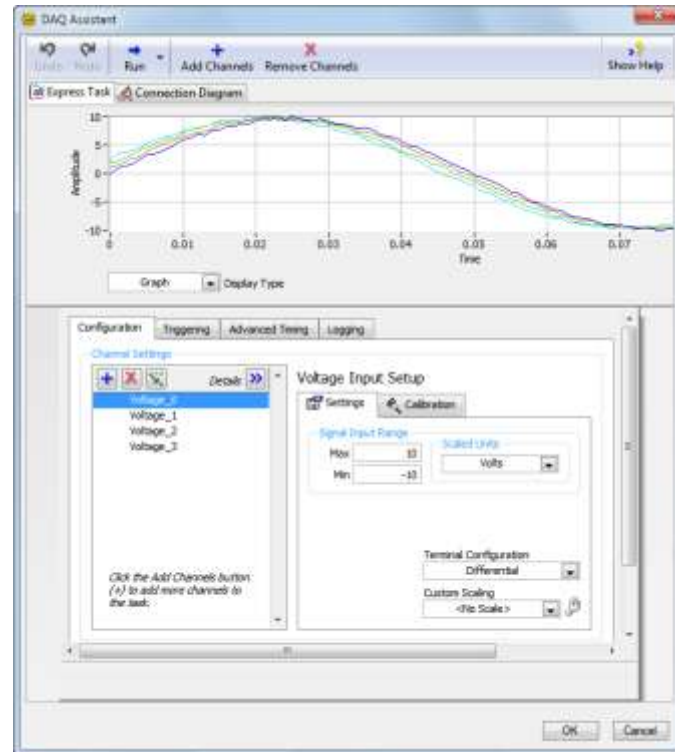 DAQ Assistant
Undo Redo Run Add Channels Remove Channels Show Help
Express Task Connection Diagram
Amplitude
10
5
0
-5
-10
0 0.01 0.02 0.03 0.04 0.05 0.06 0.07
Time
Graph Display Type
Configuration Triggering Advanced Timing Logging
Channel Settings
Details
Voltage_0
Voltage_1
Voltage_2
Voltage_3
Click the Add Channels button
(+) to add more channels to
the task.
Voltage Input Setup
Settings Calibration
Signal Input Range
Scaled Units
Max 10
Volts
Min -10
Terminal Configuration
Differential
Custom Scaling
<No Scale>
OK Cancel